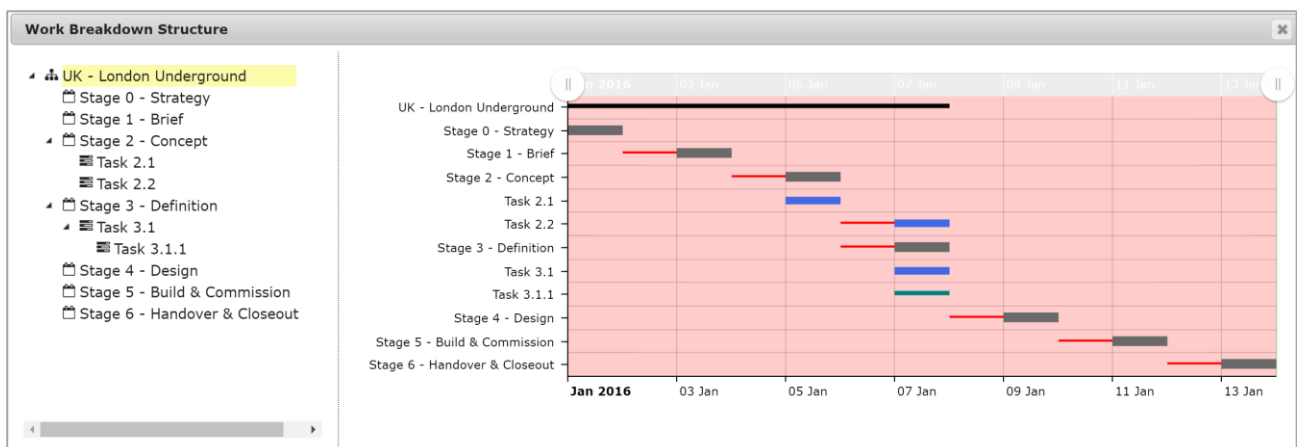 Work Breakdown Structure
UK - London Underground
Stage 0 - Strategy
Stage 1 - Brief
Stage 2 - Concept
Task 2.1
Task 2.2
Stage 3 - Definition
Task 3.1
Task 3.1.1
Stage 4 - Design
Stage 5 - Build & Commission
Stage 6 - Handover & Closeout
2016 03 Jan 05 Jan 07 Jan 09 Jan 11 Jan 13
UK - London Underground
Stage 0 - Strategy
Stage 1 - Brief
Stage 2 - Concept
Task 2.1
Task 2.2
Stage 3 - Definition
Task 3.1
Task 3.1.1
Stage 4 - Design
Stage 5 - Build & Commission
Stage 6 - Handover & Closeout
Jan 2016 03 Jan 05 Jan 07 Jan 09 Jan 11 Jan 13 Jan